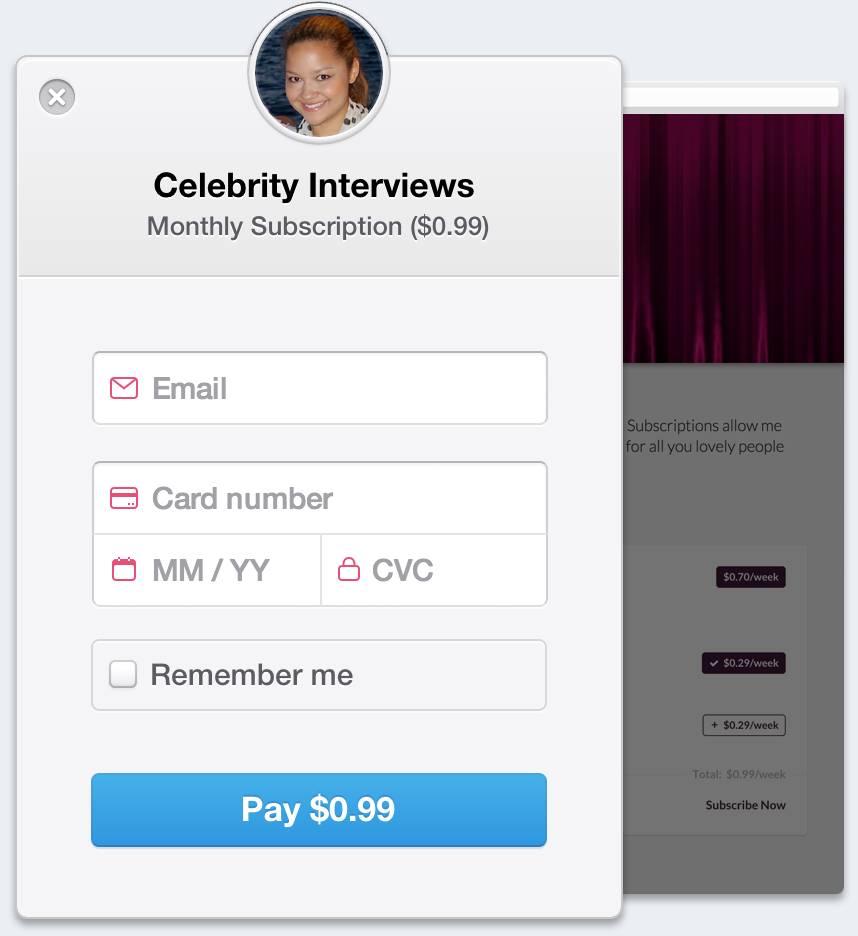 Celebrity Interviews
Monthly Subscription ($0.99)
Email
Card number
MM / YY
CVC
Remember me
Pay $0.99
Subscriptions allow me
for all you lovely people
$0.70/week
$0.29/week
+ $0.29/week
Total: $0.99/week
Subscribe Now